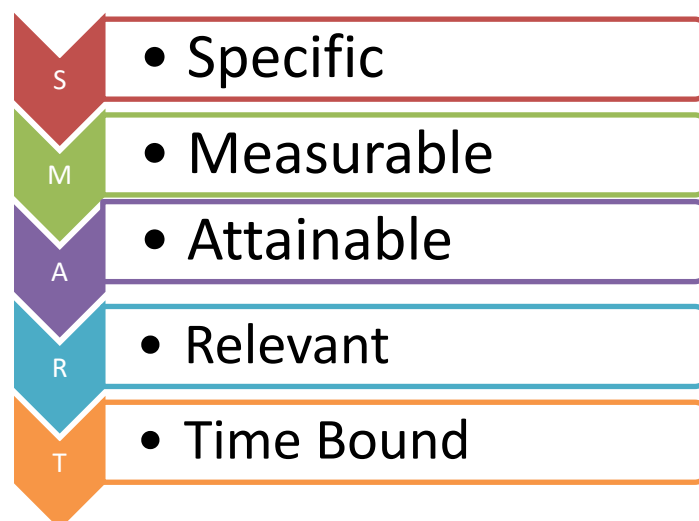 S
• Specific
M
• Measurable
A
• Attainable
R
• Relevant
T
• Time Bound